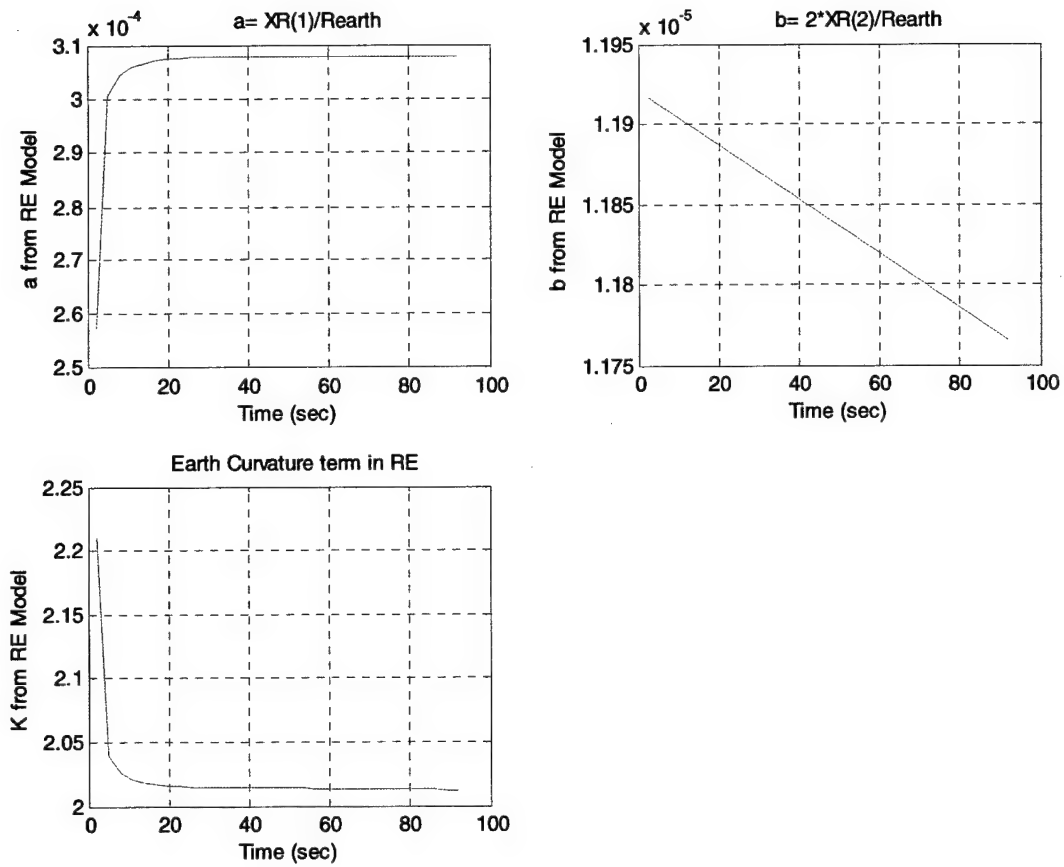 x 10⁻⁴
a= XR(1)/Rearth
3.1
3
2.9
2.8
2.7
2.6
2.5
a from RE Model
0 20 40 60 80 100
Time (sec)
x 10⁻⁵
b= 2*XR(2)/Rearth
1.195
1.19
1.185
1.18
1.175
b from RE Model
0 20 40 60 80 100
Time (sec)
Earth Curvature term in RE
2.25
2.2
2.15
2.1
2.05
2
K from RE Model
0 20 40 60 80 100
Time (sec)